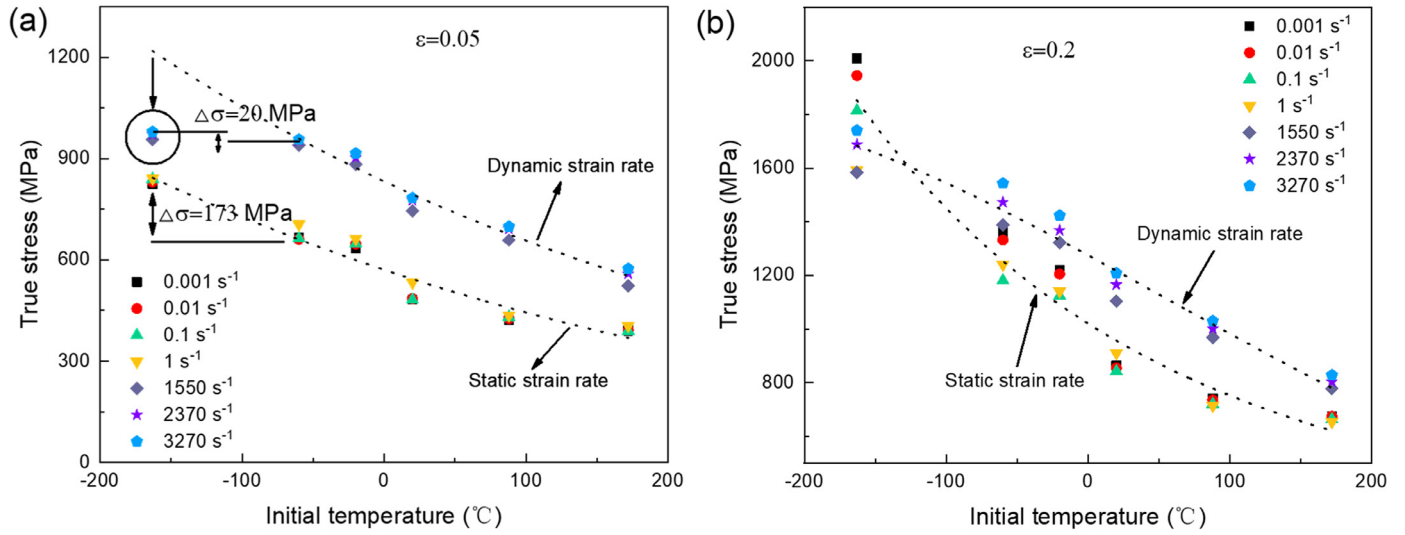 (a)
ε=0.05
△σ=20 MPa
Dynamic strain rate
△σ=173 MPa
Static strain rate
0.001 s⁻¹
0.01 s⁻¹
0.1 s⁻¹
1 s⁻¹
1550 s⁻¹
2370 s⁻¹
3270 s⁻¹
True stress (MPa)
1200
900
600
300
0
-200
-100
0
100
200
Initial temperature (℃)
(b)
ε=0.2
0.001 s⁻¹
0.01 s⁻¹
0.1 s⁻¹
1 s⁻¹
1550 s⁻¹
2370 s⁻¹
3270 s⁻¹
Dynamic strain rate
Static strain rate
True stress (MPa)
2000
1600
1200
800
-200
-100
0
100
200
Initial temperature (℃)